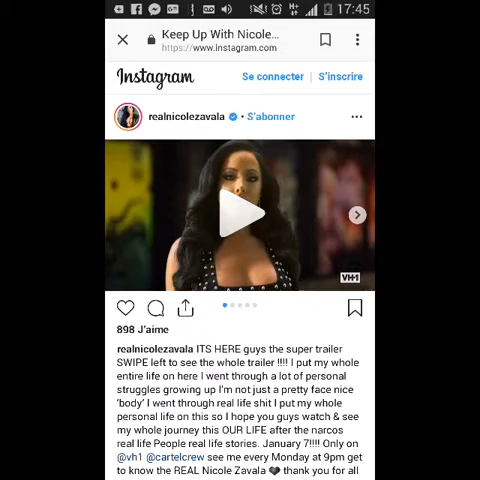 17:45
Keep Up With Nicole...
https://www.instagram.com
Instagram
Se connecter | S'inscrire
realnicolezavala • S'abonner
VH1
898 J'aime
realnicolezavala ITS HERE guys the super trailer
SWIPE left to see the whole trailer !!!! I put my whole
entire life on here I went through a lot of personal
struggles growing up I'm not just a pretty face nice
'body' I went through real life shit I put my whole
personal life on this so I hope you guys watch & see
my whole journey this OUR LIFE after the narcos
real life People real life stories. January 7!!!! Only on
@vh1 @cartelcrew see me every Monday at 9pm get
to know the REAL Nicole Zavala 🖤 thank you for all